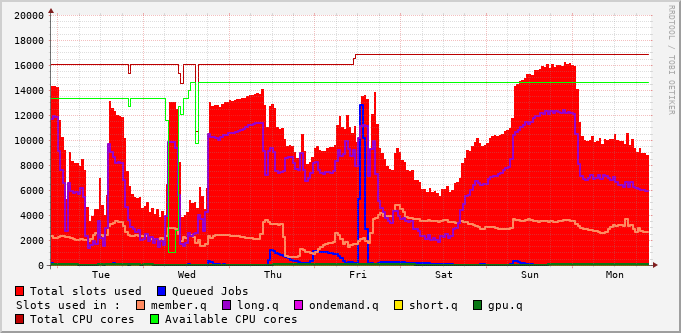 20000
18000
16000
14000
12000
10000
8000
6000
4000
2000
0
Tue Wed Thu Fri Sat Sun Mon
RRDTOOL / TOBI OETIKER
Total slots used Queued Jobs
Slots used in : member.q long.q ondemand.q short.q gpu.q
Total CPU cores Available CPU cores